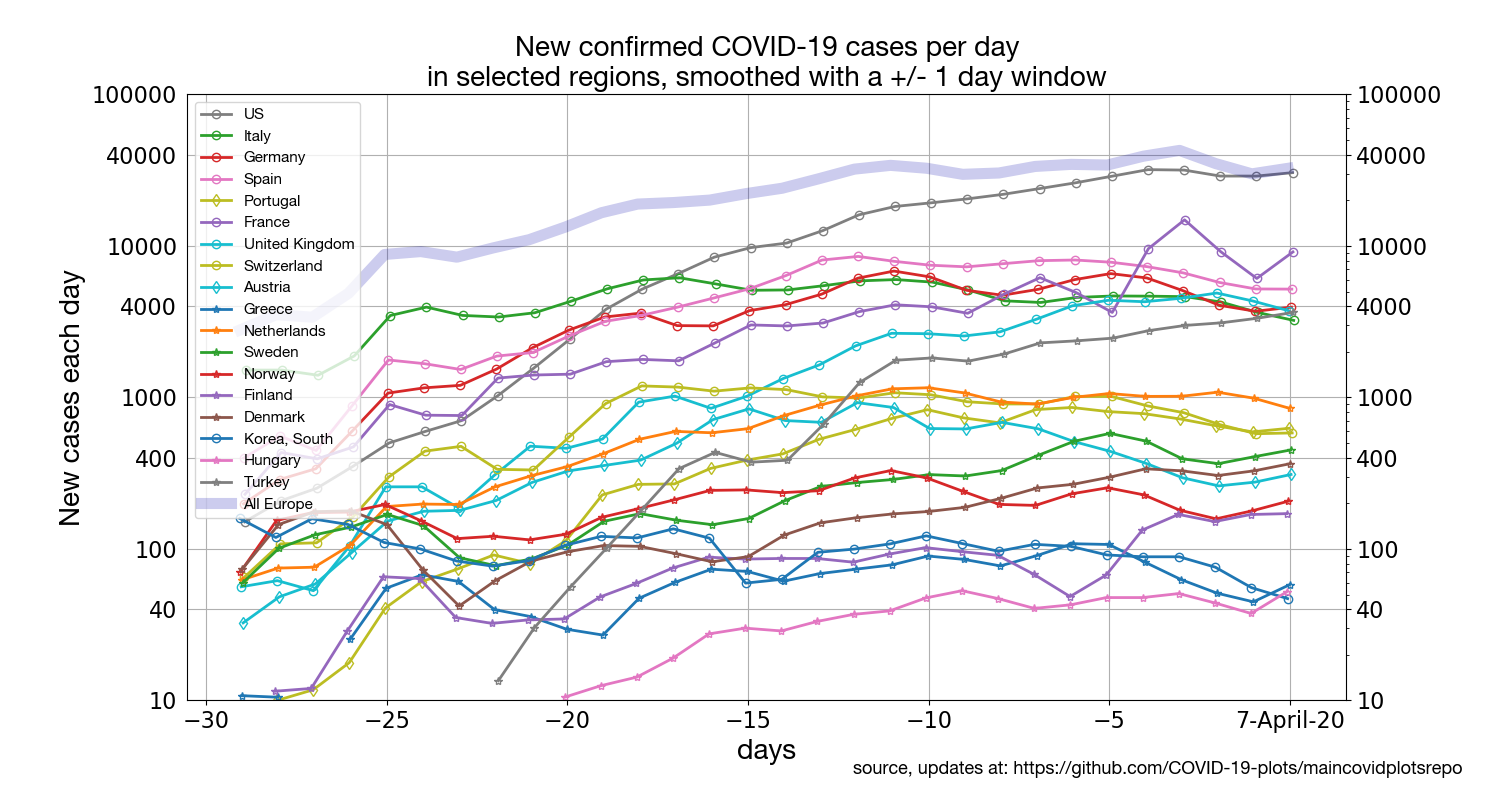 New confirmed COVID-19 cases per day
in selected regions, smoothed with a +/- 1 day window
100000
40000
10000
4000
1000
400
100
40
10
New cases each day
US
Italy
Germany
Spain
Portugal
France
United Kingdom
Switzerland
Austria
Greece
Netherlands
Sweden
Norway
Finland
Denmark
Korea, South
Hungary
Turkey
All Europe
100000
40000
10000
4000
1000
400
100
40
10
−30 −25 −20 −15 −10 −5 7-April-20
days
source, updates at: https://github.com/COVID-19-plots/maincovidplotsrepo